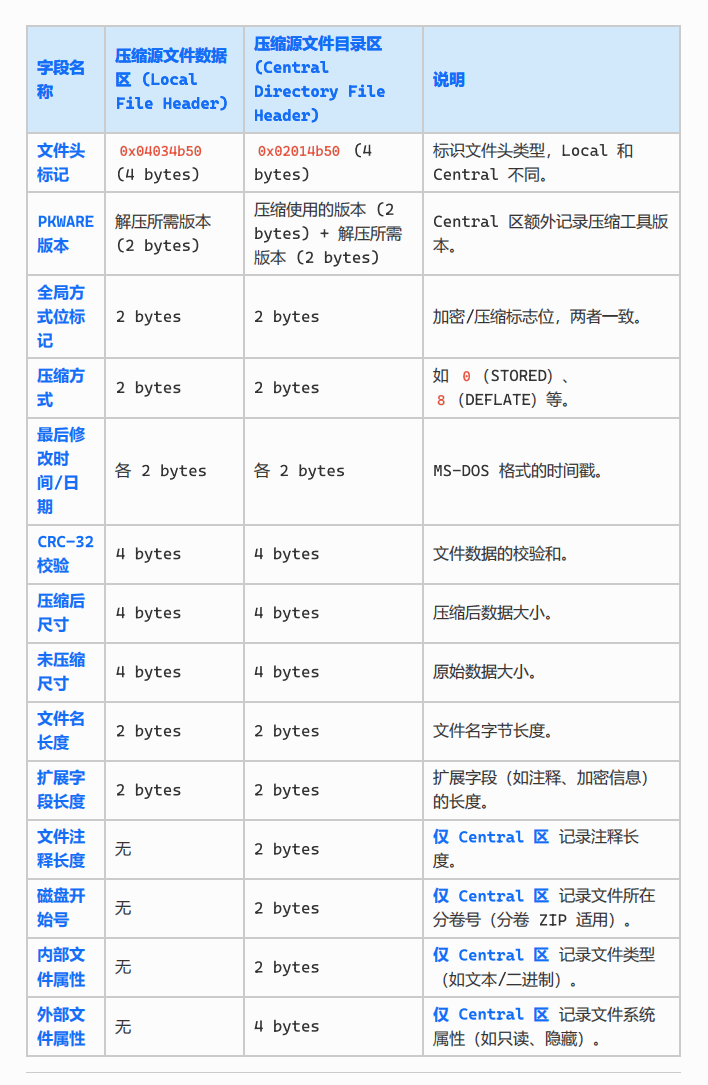 字段名
称
压缩源文件数据
区 (Local
File Header)
压缩源文件目录区
(Central
Directory File
Header)
说明
文件头
标记
0x04034b50
(4 bytes)
0x02014b50 (4
bytes)
标识文件头类型，Local 和
Central 不同。
PKWARE
版本
解压所需版本
(2 bytes)
压缩使用的版本 (2
bytes) + 解压所需
版本 (2 bytes)
Central 区额外记录压缩工具版
本。
全局方
式位标
记
2 bytes
2 bytes
加密/压缩标志位，两者一致。
压缩方
式
2 bytes
2 bytes
如 0（STORED）、
8（DEFLATE）等。
最后修
改时
间/日
期
各 2 bytes
各 2 bytes
MS-DOS 格式的时间戳。
CRC-32
校验
4 bytes
4 bytes
文件数据的校验和。
压缩后
尺寸
4 bytes
4 bytes
压缩后数据大小。
未压缩
尺寸
4 bytes
4 bytes
原始数据大小。
文件名
长度
2 bytes
2 bytes
文件名字节长度。
扩展字
段长度
2 bytes
2 bytes
扩展字段（如注释、加密信息）
的长度。
文件注
释长度
无
2 bytes
仅 Central 区 记录注释长
度。
磁盘开
始号
无
2 bytes
仅 Central 区 记录文件所在
分卷号（分卷 ZIP 适用）。
内部文
件属性
无
2 bytes
仅 Central 区 记录文件类型
（如文本/二进制）。
外部文
件属性
无
4 bytes
仅 Central 区 记录文件系统
属性（如只读、隐藏）。